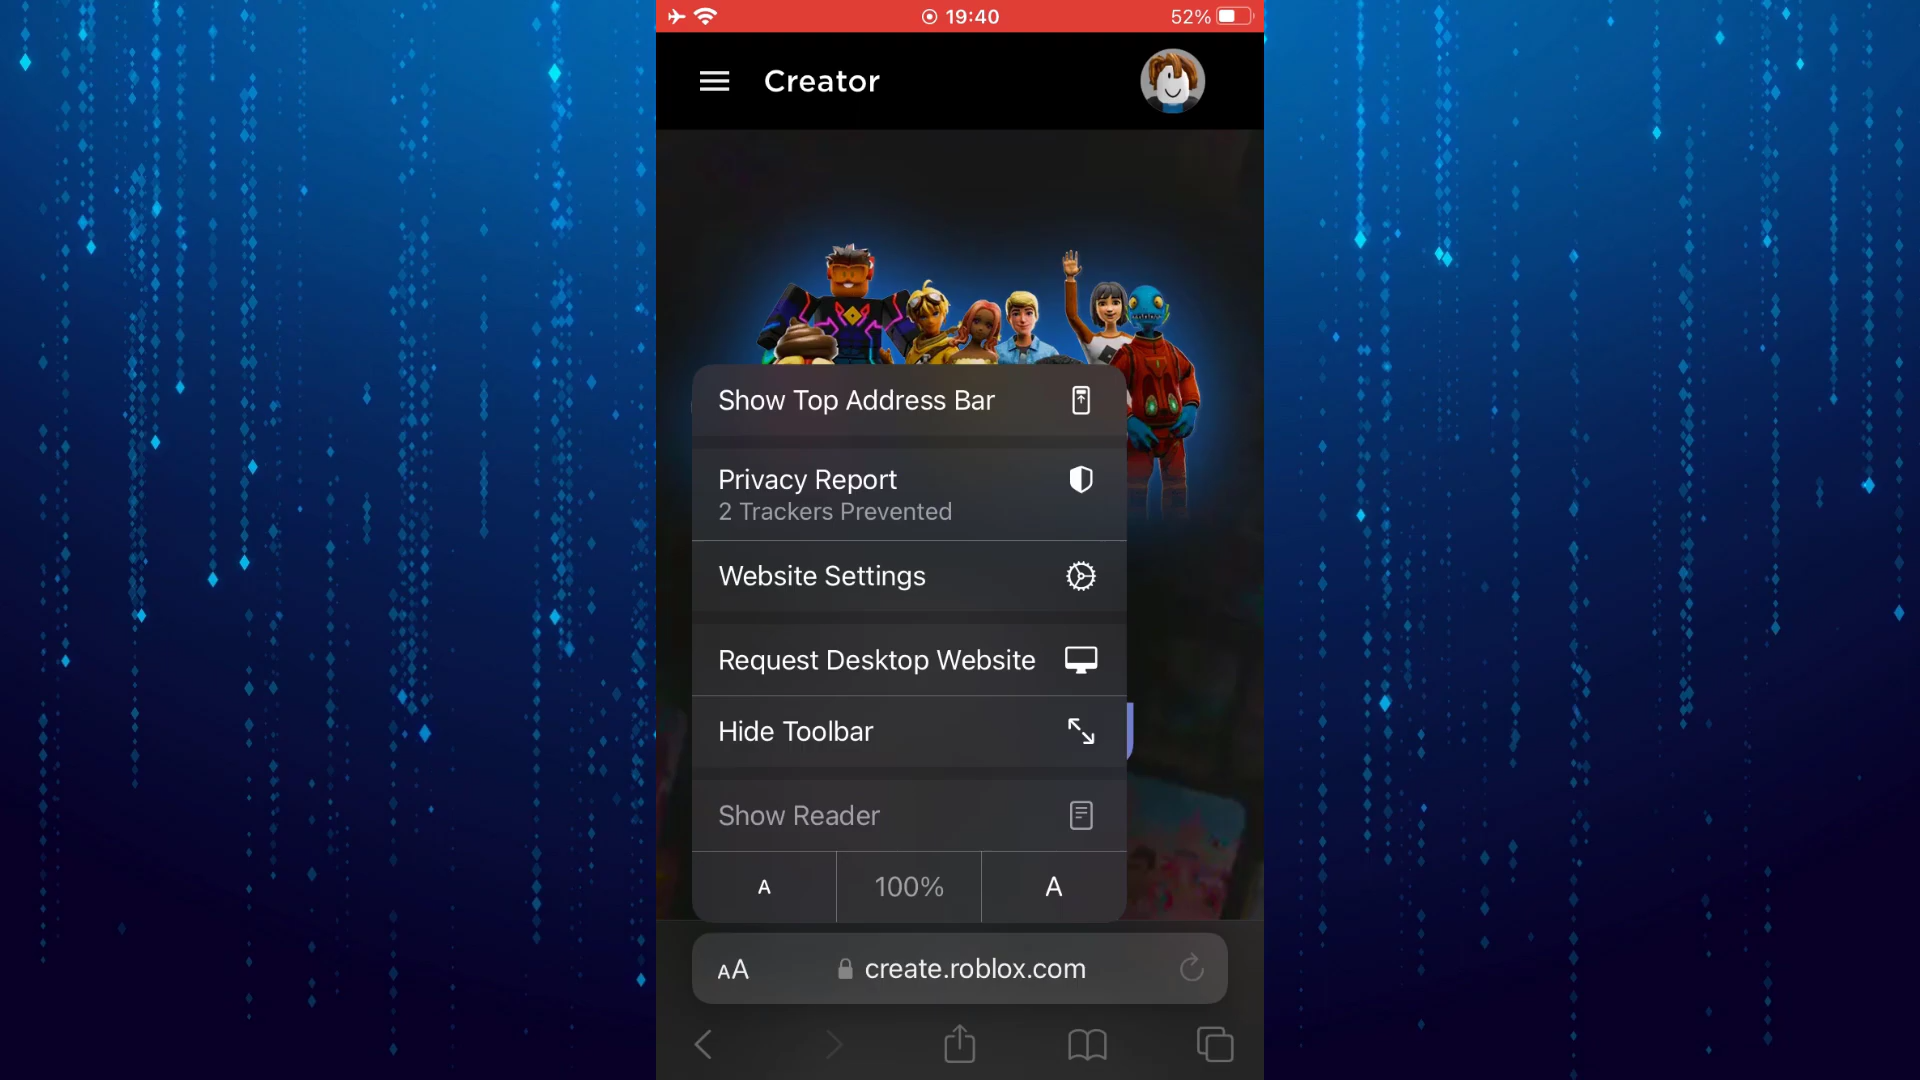 19:40
52%
Creator
Show Top Address Bar
Privacy Report
2 Trackers Prevented
Website Settings
Request Desktop Website
Hide Toolbar
Show Reader
A 100% A
AA create.roblox.com